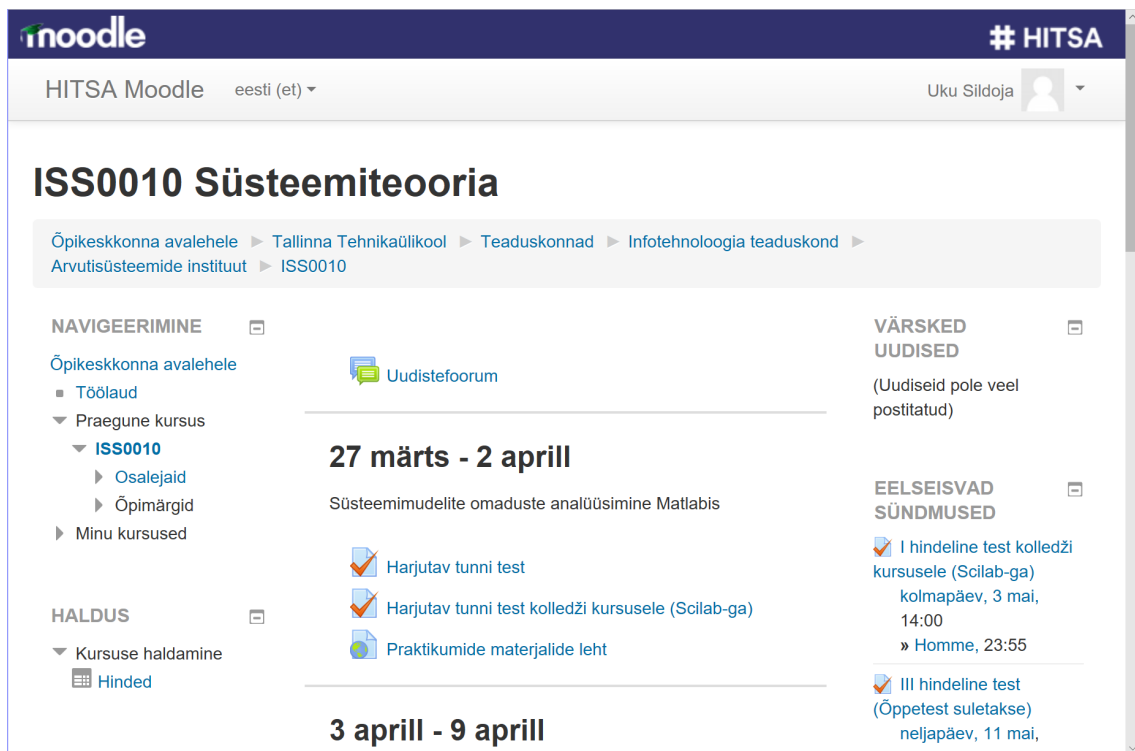 moodle
# HITSA
HITSA Moodle eesti (et)
Uku Sildoja
ISS0010 Süsteemiteooria
Õpikeskkonna avalehele ▶ Tallinna Tehnikaülikool ▶ Teaduskonnad ▶ Infotehnoloogia teaduskond ▶
Arvutisüsteemide instituut ▶ ISS0010
NAVIGEERIMINE
Õpikeskkonna avalehele
Töölaud
Praegune kursus
ISS0010
Osalejaid
Õpimärgid
Minu kursused
HALDUS
Kursuse haldamine
Hinded
Uudistefoorum
27 märts - 2 aprill
Süsteemimudelite omaduste analüüsimine Matlabis
Harjutav tunni test
Harjutav tunni test kolledži kursusele (Scilab-ga)
Praktikumide materjalide leht
3 aprill - 9 aprill
VÄRSKED
UUDISED
(Uudiseid pole veel
postitatud)
EELSEISVAD
SÜNDMUSED
I hindeline test kolledži
kursusele (Scilab-ga)
kolmapäev, 3 mai,
14:00
» Homme, 23:55
III hindeline test
(Õppetest suletakse)
neljapäev, 11 mai,